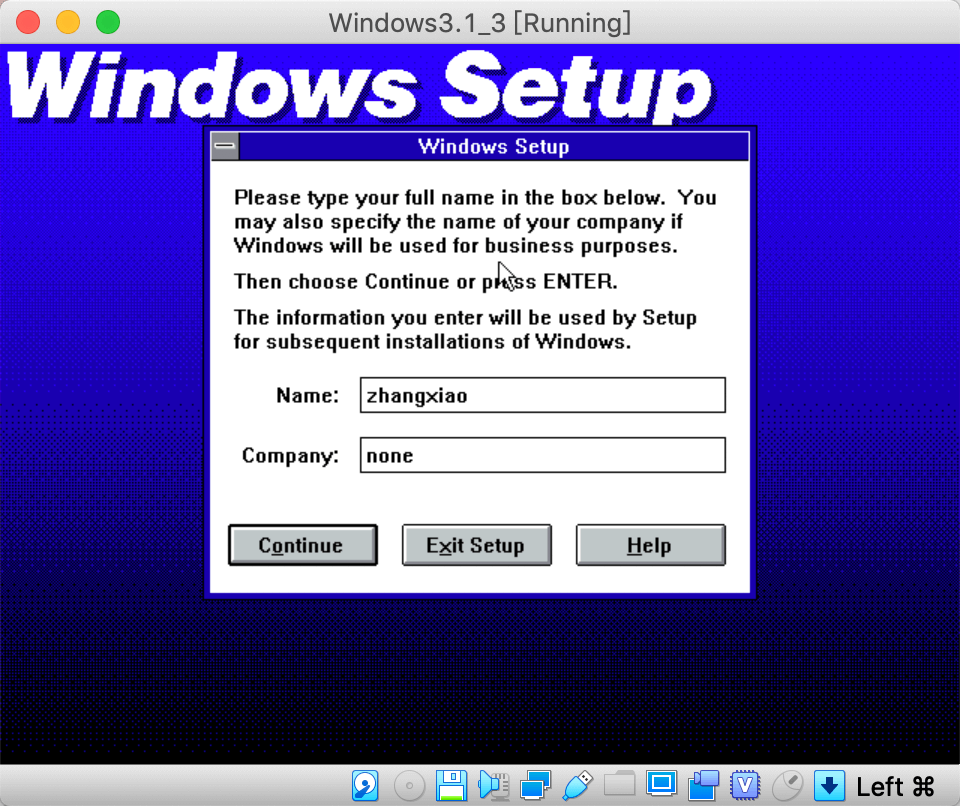 Windows3.1_3 [Running]
Windows Setup
Windows Setup
Please type your full name in the box below. You
may also specify the name of your company if
Windows will be used for business purposes.
Then choose Continue or press ENTER.
The information you enter will be used by Setup
for subsequent installations of Windows.
Name: zhangxiao
Company: none
Continue Exit Setup Help
V Left ⌘